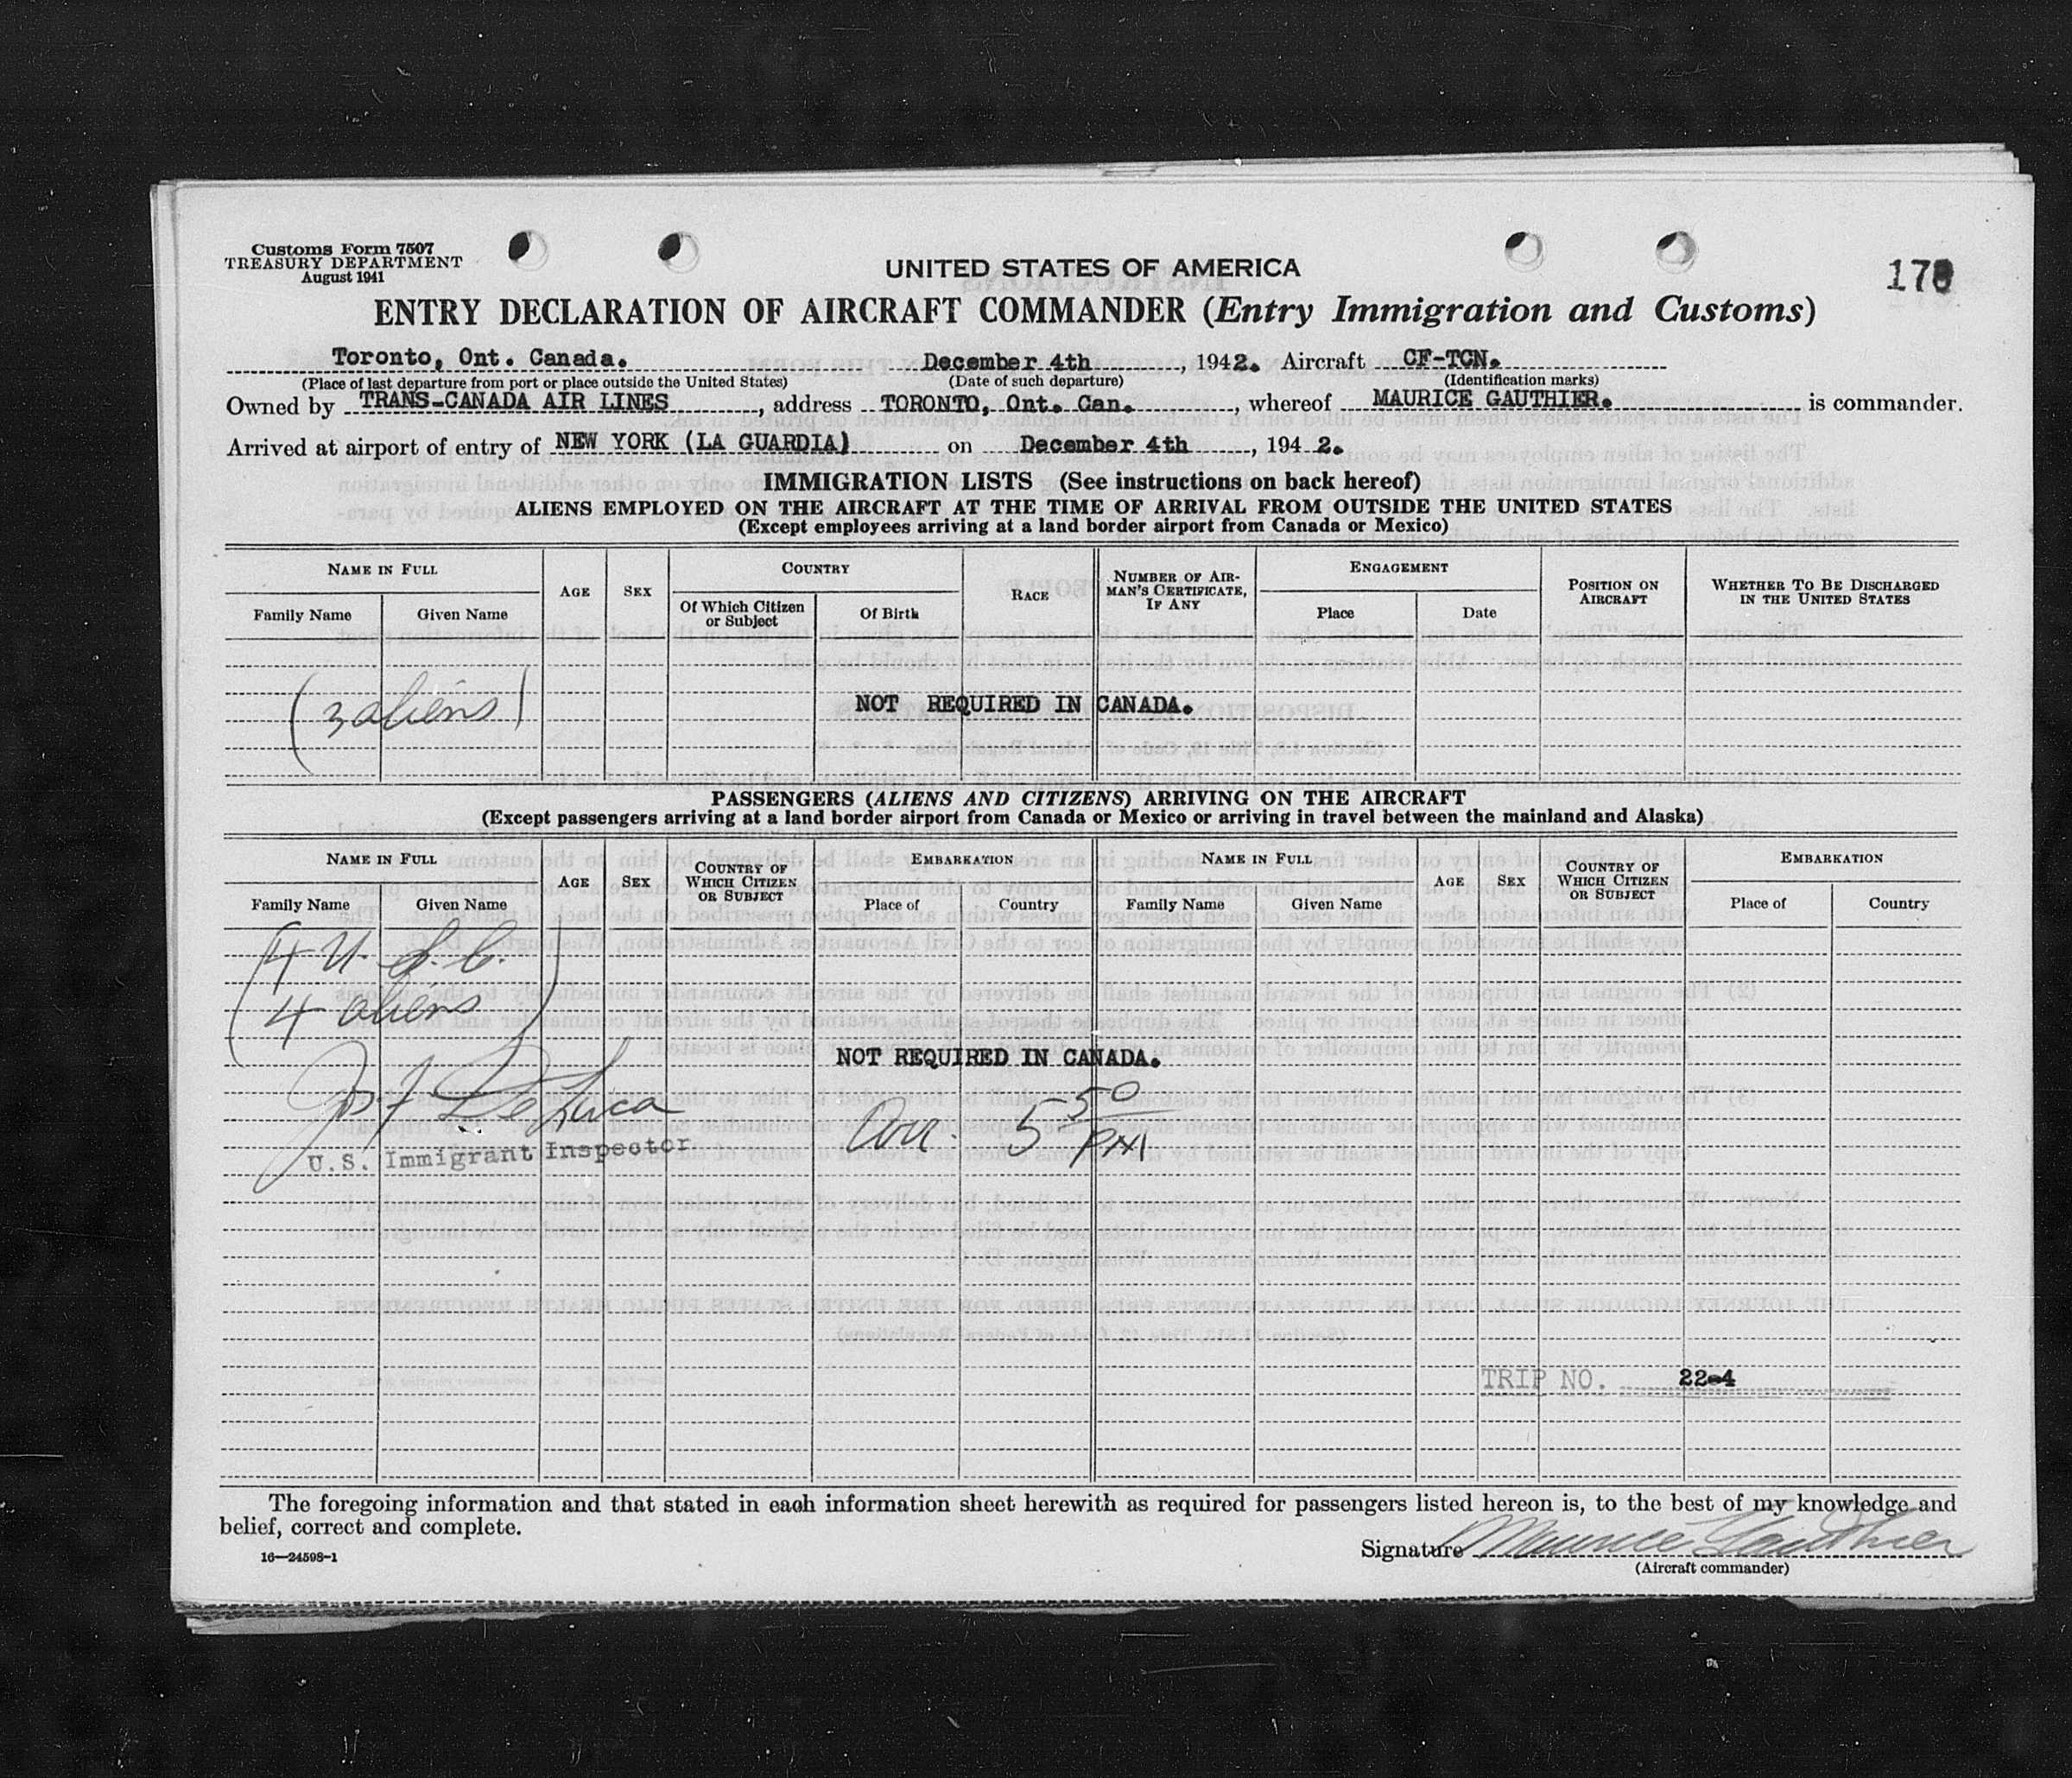 Customs Form 7507
TREASURY DEPARTMENT
August 1941
UNITED STATES OF AMERICA
ENTRY DECLARATION OF AIRCRAFT COMMANDER (Entry Immigration and Customs)
Toronto, Ont. Canada. December 4th, 1942. Aircraft CF-TCN.
(Place of last departure from port or place outside the United States) (Date of such departure) (Identification marks)
Owned by TRANS-CANADA AIR LINES, address TORONTO, Ont. Can., whereof MAURICE GAUTHIER. is commander.
Arrived at airport of entry of NEW YORK (LA GUARDIA) on December 4th, 194 2.
IMMIGRATION LISTS (See instructions on back hereof)
ALIENS EMPLOYED ON THE AIRCRAFT AT THE TIME OF ARRIVAL FROM OUTSIDE THE UNITED STATES
(Except employees arriving at a land border airport from Canada or Mexico)
NAME IN FULL AGE SEX COUNTRY RACE NUMBER OF AIRMAN'S CERTIFICATE, IF ANY ENGAGEMENT POSITION ON AIRCRAFT WHETHER TO BE DISCHARGED IN THE UNITED STATES
Family Name Given Name Of Which Citizen or Subject Of Birth Place Date
(3 aliens)
NOT REQUIRED IN CANADA.
PASSENGERS (ALIENS AND CITIZENS) ARRIVING ON THE AIRCRAFT
(Except passengers arriving at a land border airport from Canada or Mexico or arriving in travel between the mainland and Alaska)
NAME IN FULL AGE SEX COUNTRY OF WHICH CITIZEN OR SUBJECT EMBARKATION NAME IN FULL AGE SEX COUNTRY OF WHICH CITIZEN OR SUBJECT EMBARKATION
Family Name Given Name Place of Country Family Name Given Name Place of Country
(4 U.S.C.
4 aliens)
NOT REQUIRED IN CANADA.
Jos. F. DeLuca
U.S. Immigrant Inspector
5 50 PM
TRIP NO. 22-4
The foregoing information and that stated in each information sheet herewith as required for passengers listed hereon is, to the best of my knowledge and
belief, correct and complete.
Signature Maurice Gauthier
(Aircraft commander)
16—24598-1